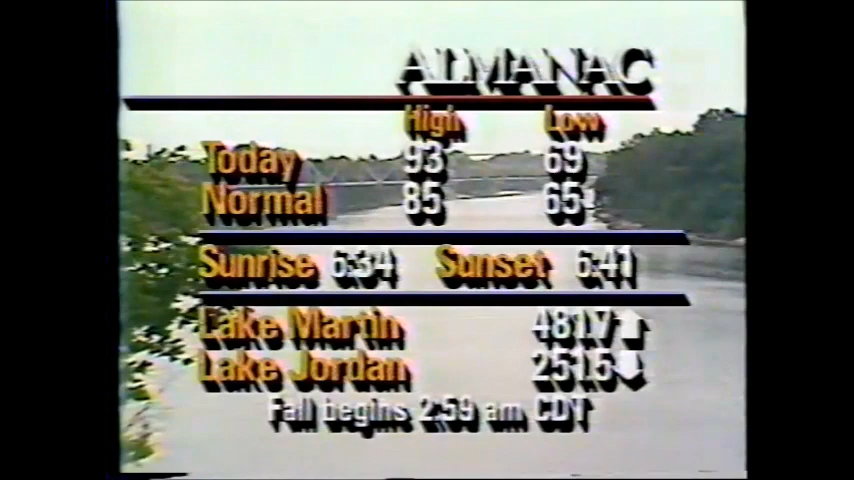 ALMANAC
High Low
Today 93 69
Normal 85 65
Sunrise 6:34 Sunset 6:41
Lake Martin 481.7
Lake Jordan 251.5
Fall begins 2:59 am CDT